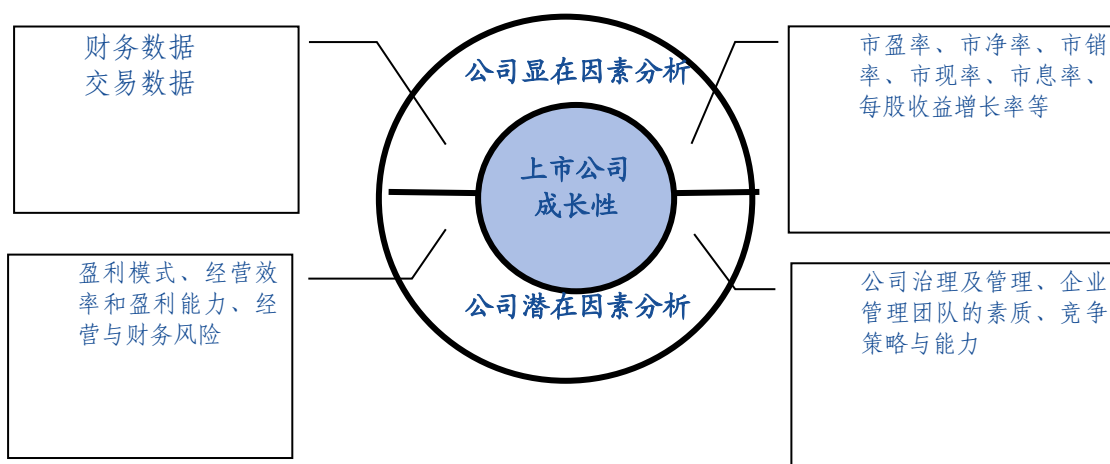 财务数据
交易数据
公司显在因素分析
市盈率、市净率、市销
率、市现率、市息率、
每股收益增长率等
上市公司
成长性
盈利模式、经营效
率和盈利能力、经
营与财务风险
公司潜在因素分析
公司治理及管理、企业
管理团队的素质、竞争
策略与能力